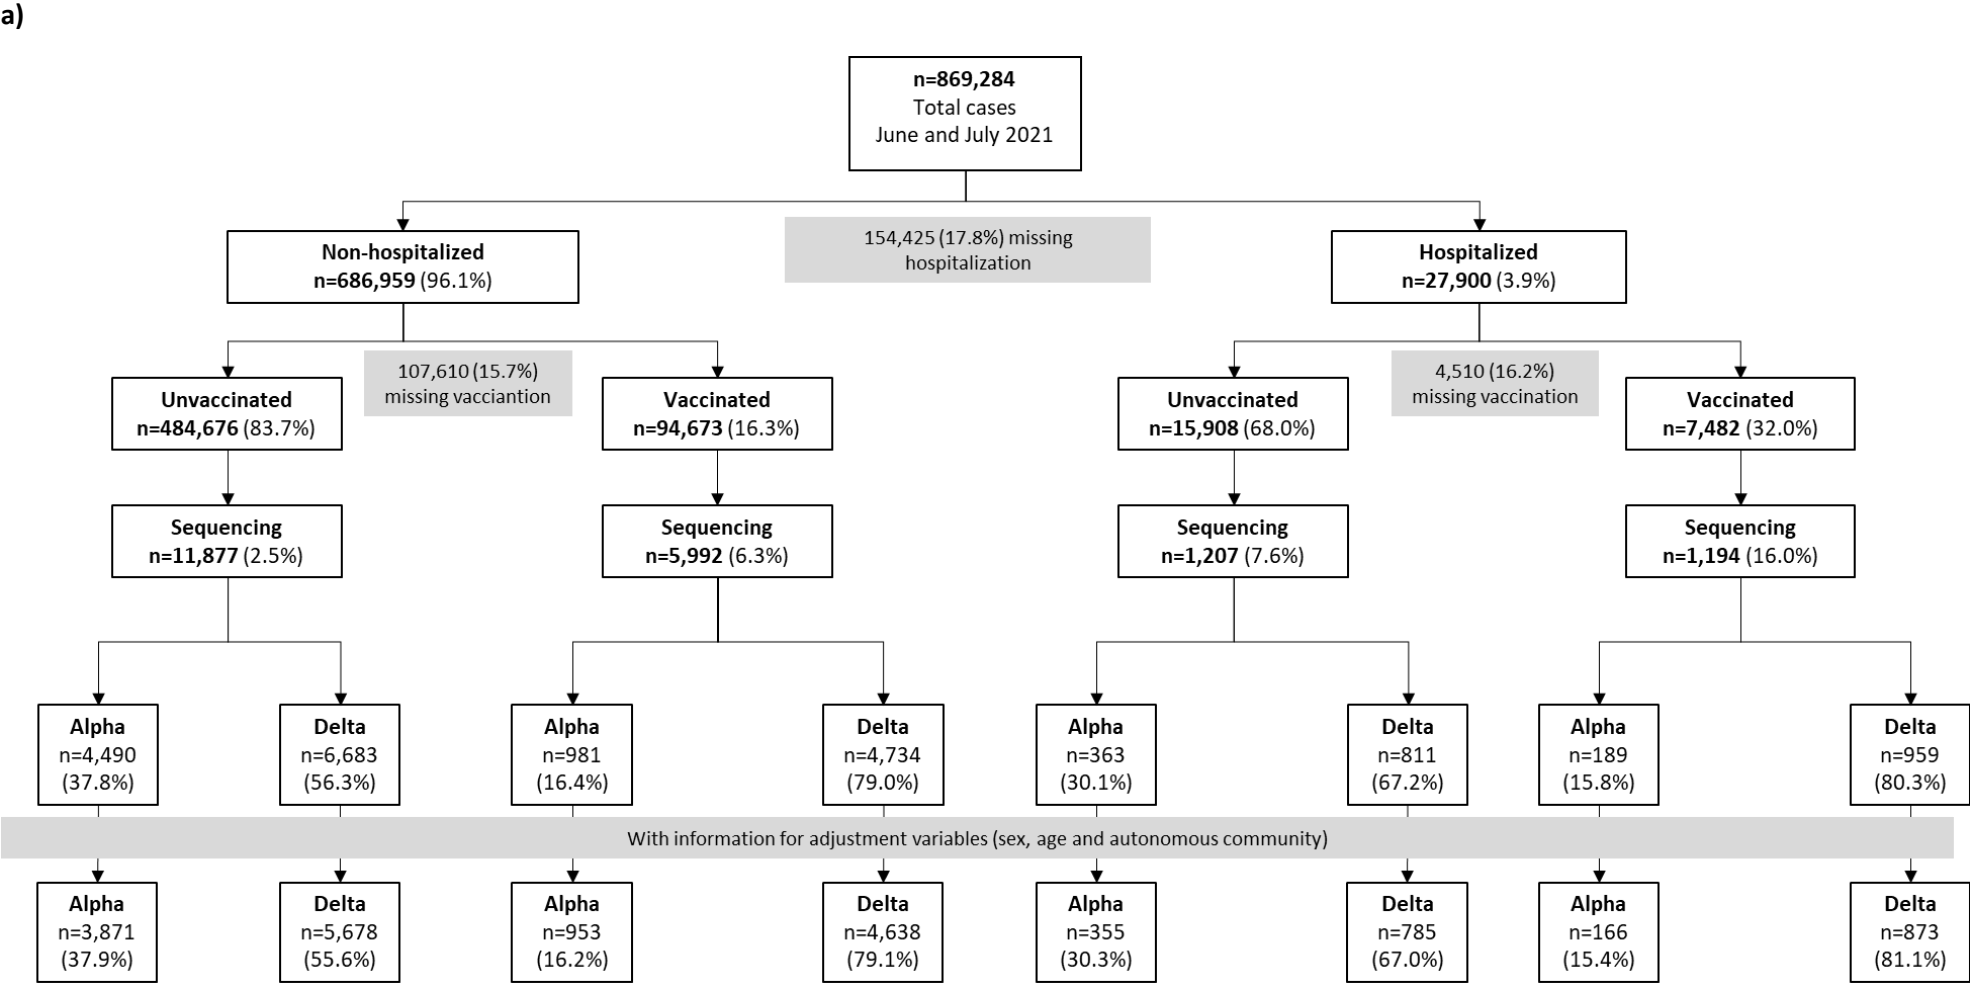 a)
n=869,284
Total cases
June and July 2021
154,425 (17.8%) missing
hospitalization
Non-hospitalized
n=686,959 (96.1%)
Hospitalized
n=27,900 (3.9%)
107,610 (15.7%)
missing vacciantion
4,510 (16.2%)
missing vaccination
Unvaccinated
n=484,676 (83.7%)
Vaccinated
n=94,673 (16.3%)
Unvaccinated
n=15,908 (68.0%)
Vaccinated
n=7,482 (32.0%)
Sequencing
n=11,877 (2.5%)
Sequencing
n=5,992 (6.3%)
Sequencing
n=1,207 (7.6%)
Sequencing
n=1,194 (16.0%)
Alpha
n=4,490
(37.8%)
Delta
n=6,683
(56.3%)
Alpha
n=981
(16.4%)
Delta
n=4,734
(79.0%)
Alpha
n=363
(30.1%)
Delta
n=811
(67.2%)
Alpha
n=189
(15.8%)
Delta
n=959
(80.3%)
With information for adjustment variables (sex, age and autonomous community)
Alpha
n=3,871
(37.9%)
Delta
n=5,678
(55.6%)
Alpha
n=953
(16.2%)
Delta
n=4,638
(79.1%)
Alpha
n=355
(30.3%)
Delta
n=785
(67.0%)
Alpha
n=166
(15.4%)
Delta
n=873
(81.1%)